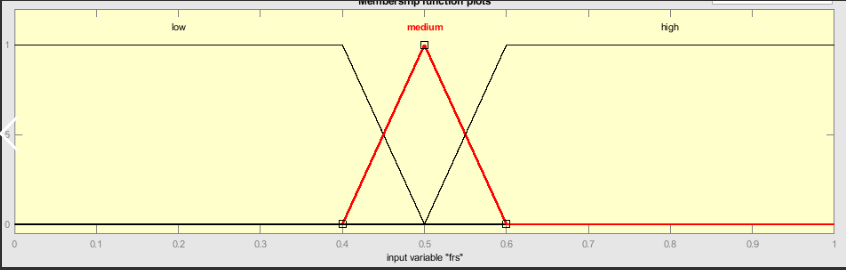 Membership function plots
low medium high
1
0
0 0.1 0.2 0.3 0.4 0.5 0.6 0.7 0.8 0.9 1
input variable "frs"